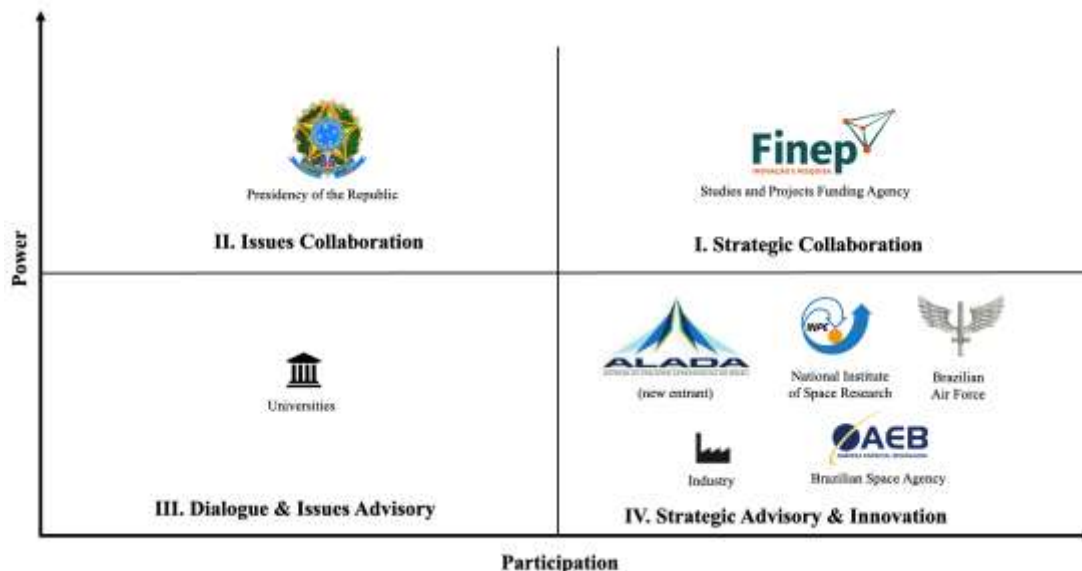 Power
Presidency of the Republic
II. Issues Collaboration
Finep
INOVAÇÃO E PESQUISA
Studies and Projects Funding Agency
I. Strategic Collaboration
Universities
III. Dialogue & Issues Advisory
ALADA
(new entrant)
INPE
National Institute
of Space Research
Brazilian
Air Force
Industry
AEB
Brazilian Space Agency
IV. Strategic Advisory & Innovation
Participation